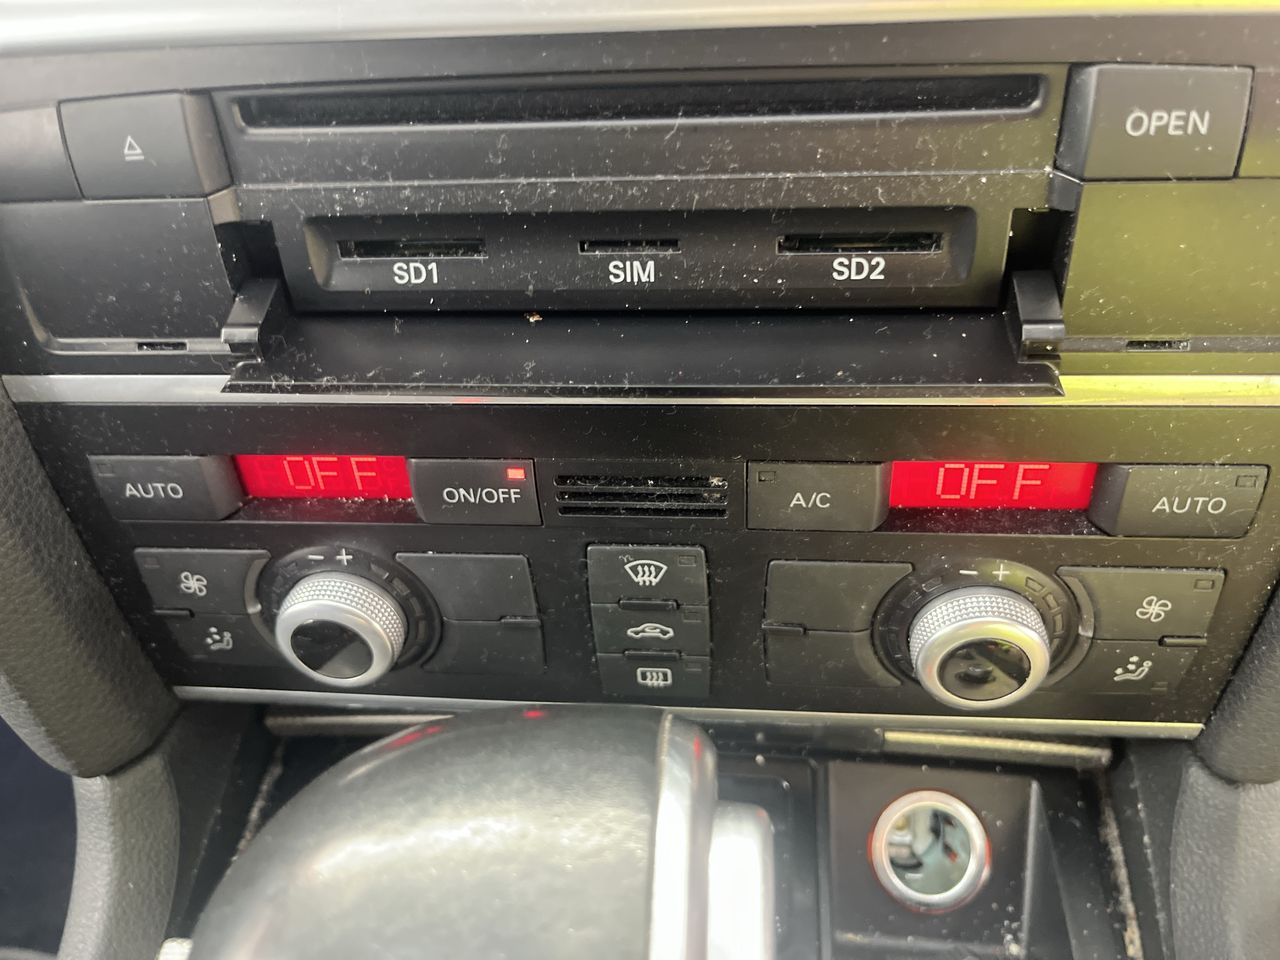 OPEN
SD1
SIM
SD2
AUTO
OFF
ON/OFF
A/C
OFF
AUTO
- +
- +